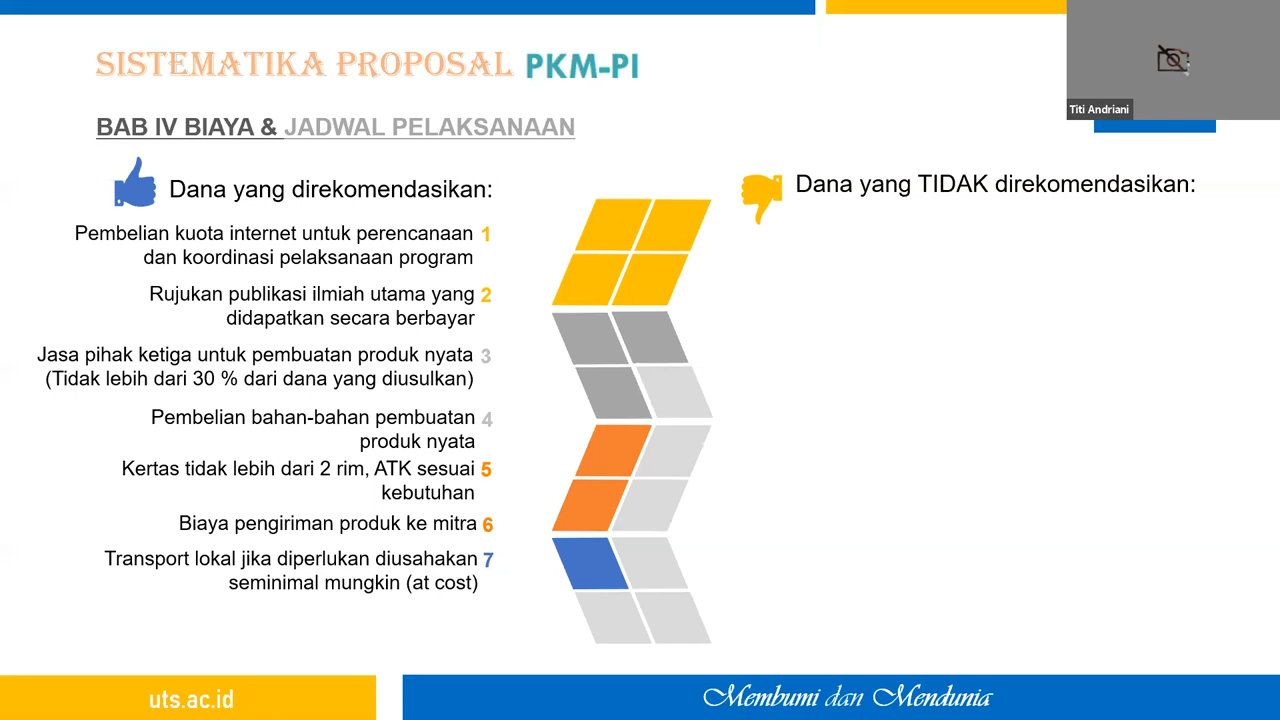 SISTEMATIKA PROPOSAL PKM-PI
Titi Andriani
BAB IV BIAYA & JADWAL PELAKSANAAN
Dana yang direkomendasikan:
Pembelian kuota internet untuk perencanaan 1
dan koordinasi pelaksanaan program
Rujukan publikasi ilmiah utama yang 2
didapatkan secara berbayar
Jasa pihak ketiga untuk pembuatan produk nyata 3
(Tidak lebih dari 30 % dari dana yang diusulkan)
Pembelian bahan-bahan pembuatan 4
produk nyata
Kertas tidak lebih dari 2 rim, ATK sesuai 5
kebutuhan
Biaya pengiriman produk ke mitra 6
Transport lokal jika diperlukan diusahakan 7
seminimal mungkin (at cost)
Dana yang TIDAK direkomendasikan:
uts.ac.id
Membumi dan Mendunia